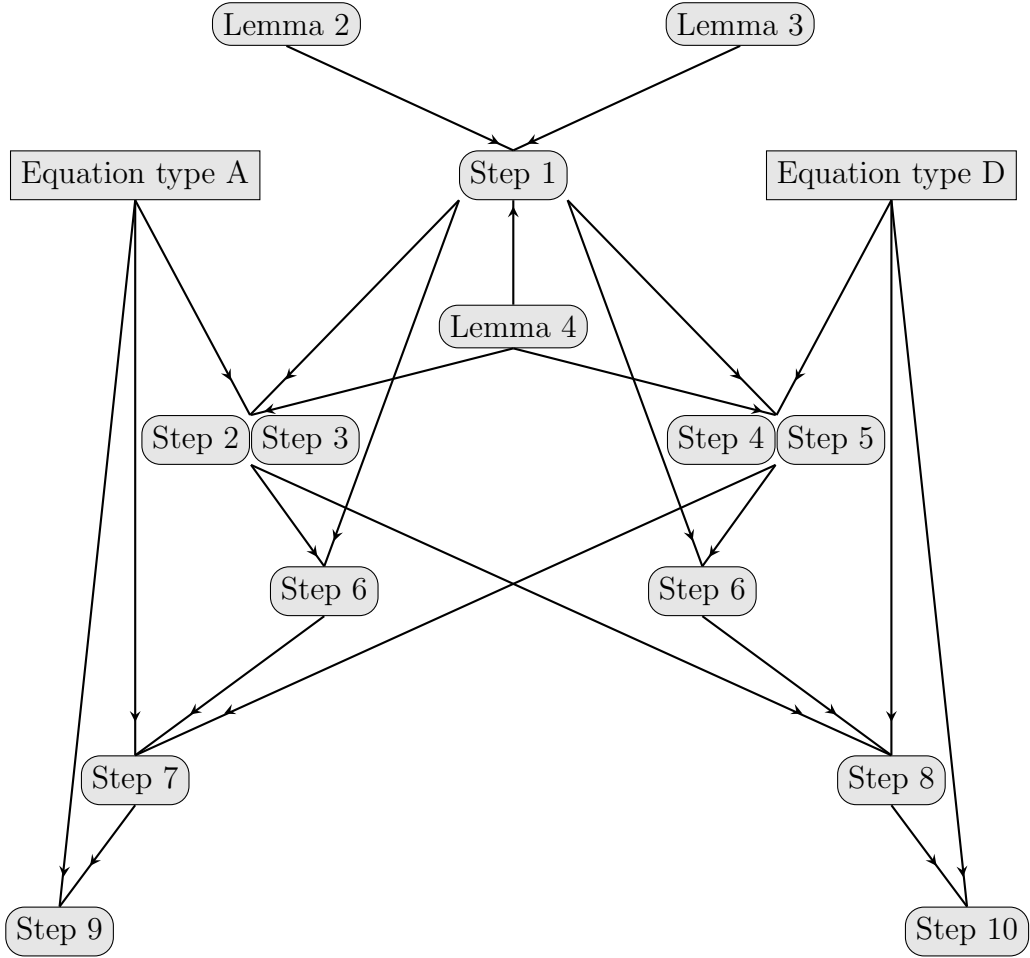 Lemma 2
Lemma 3
Equation type A
Step 1
Equation type D
Lemma 4
Step 2
Step 3
Step 4
Step 5
Step 6
Step 6
Step 7
Step 8
Step 9
Step 10